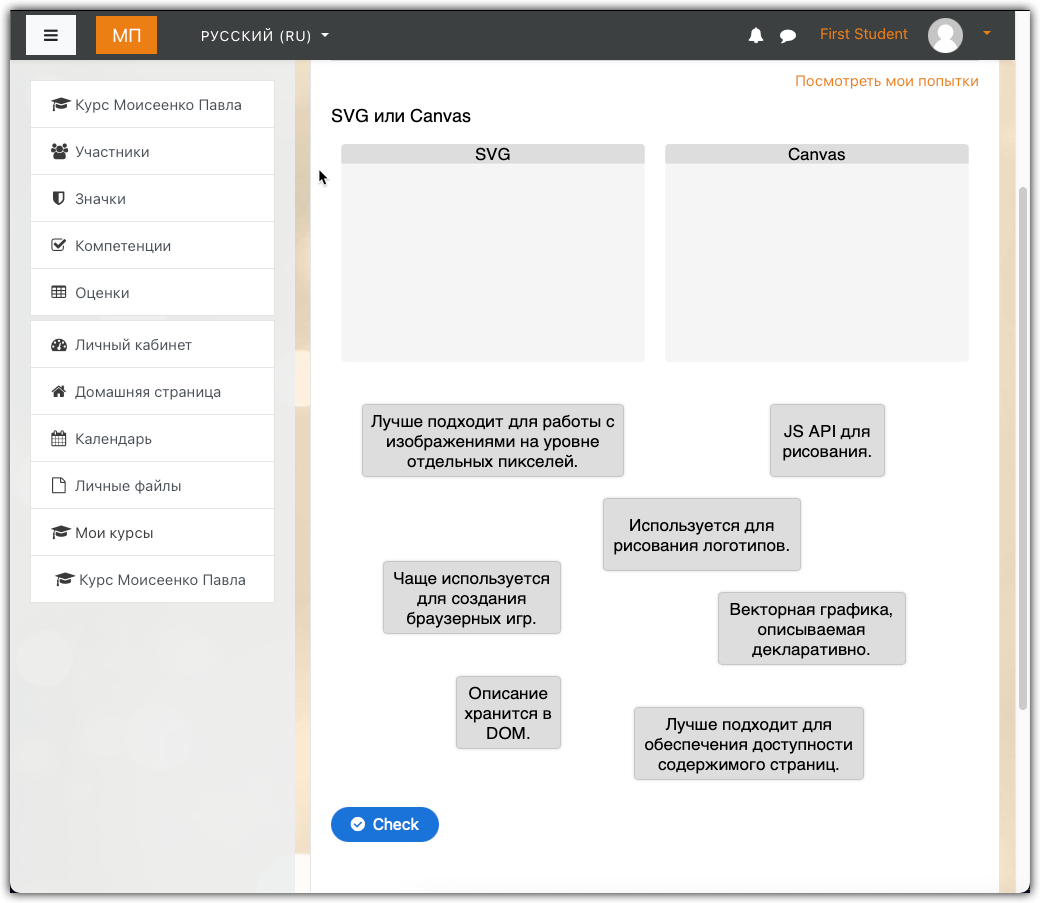 МП
РУССКИЙ (RU)
First Student
Курс Моисеенко Павла
Участники
Значки
Компетенции
Оценки
Личный кабинет
Домашняя страница
Календарь
Личные файлы
Мои курсы
Курс Моисеенко Павла
Посмотреть мои попытки
SVG или Canvas
SVG
Canvas
Лучше подходит для работы с
изображениями на уровне
отдельных пикселей.
JS API для
рисования.
Используется для
рисования логотипов.
Чаще используется
для создания
браузерных игр.
Векторная графика,
описываемая
декларативно.
Описание
хранится в
DOM.
Лучше подходит для
обеспечения доступности
содержимого страниц.
Check